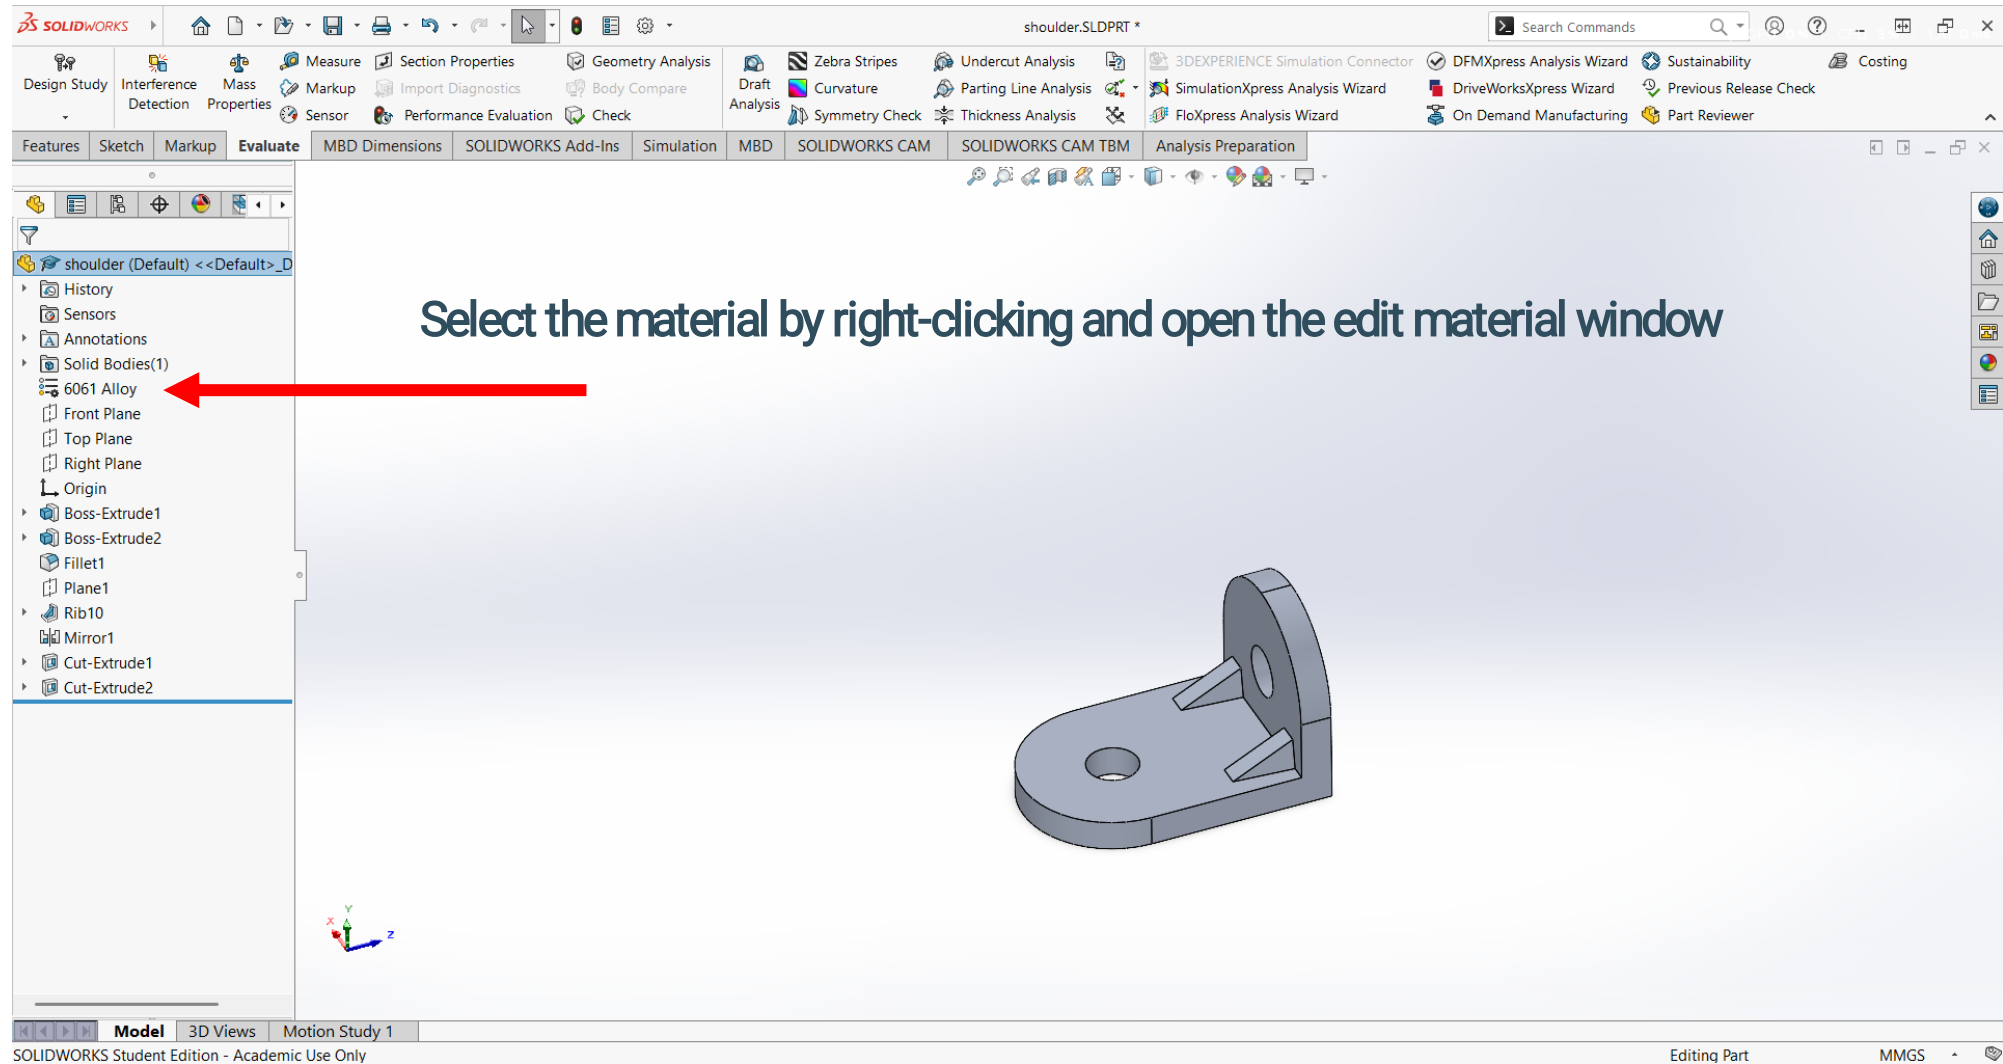 SOLIDWORKS
shoulder.SLDPRT *
Search Commands
Design Study
Interference Detection
Mass Properties
Measure
Markup
Sensor
Section Properties
Import Diagnostics
Performance Evaluation
Geometry Analysis
Body Compare
Check
Draft Analysis
Zebra Stripes
Curvature
Symmetry Check
Undercut Analysis
Parting Line Analysis
Thickness Analysis
3DEXPERIENCE Simulation Connector
SimulationXpress Analysis Wizard
FloXpress Analysis Wizard
DFMXpress Analysis Wizard
DriveWorksXpress Wizard
On Demand Manufacturing
Sustainability
Previous Release Check
Part Reviewer
Costing
Features Sketch Markup Evaluate MBD Dimensions SOLIDWORKS Add-Ins Simulation MBD SOLIDWORKS CAM SOLIDWORKS CAM TBM Analysis Preparation
shoulder (Default) <<Default>_D
History
Sensors
Annotations
Solid Bodies(1)
6061 Alloy
Front Plane
Top Plane
Right Plane
Origin
Boss-Extrude1
Boss-Extrude2
Fillet1
Plane1
Rib10
Mirror1
Cut-Extrude1
Cut-Extrude2
Select the material by right-clicking and open the edit material window
Y
X
Z
Model 3D Views Motion Study 1
SOLIDWORKS Student Edition - Academic Use Only
Editing Part
MMGS